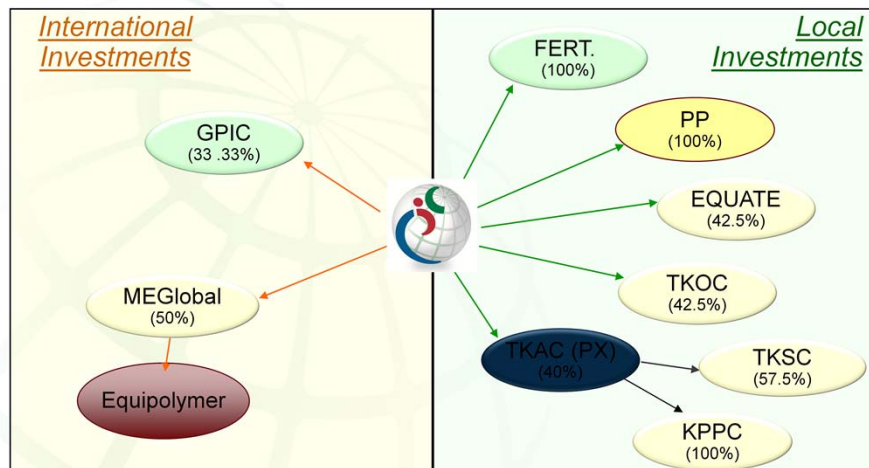 International
Investments
GPIC
(33 .33%)
MEGlobal
(50%)
Equipolymer
Local
Investments
FERT.
(100%)
PP
(100%)
EQUATE
(42.5%)
TKOC
(42.5%)
TKAC (PX)
(40%)
TKSC
(57.5%)
KPPC
(100%)